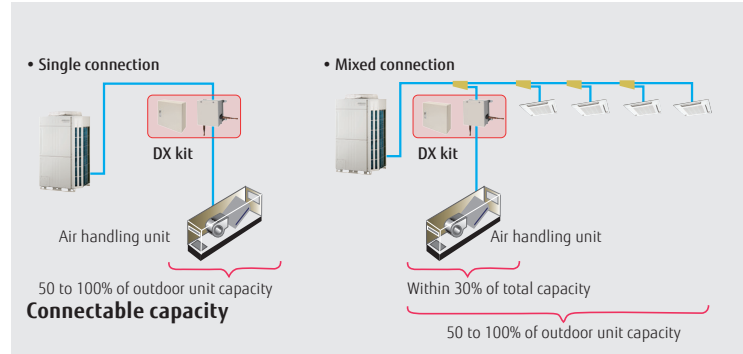 • Single connection
DX kit
Air handling unit
50 to 100% of outdoor unit capacity
Connectable capacity
• Mixed connection
DX kit
Air handling unit
Within 30% of total capacity
50 to 100% of outdoor unit capacity